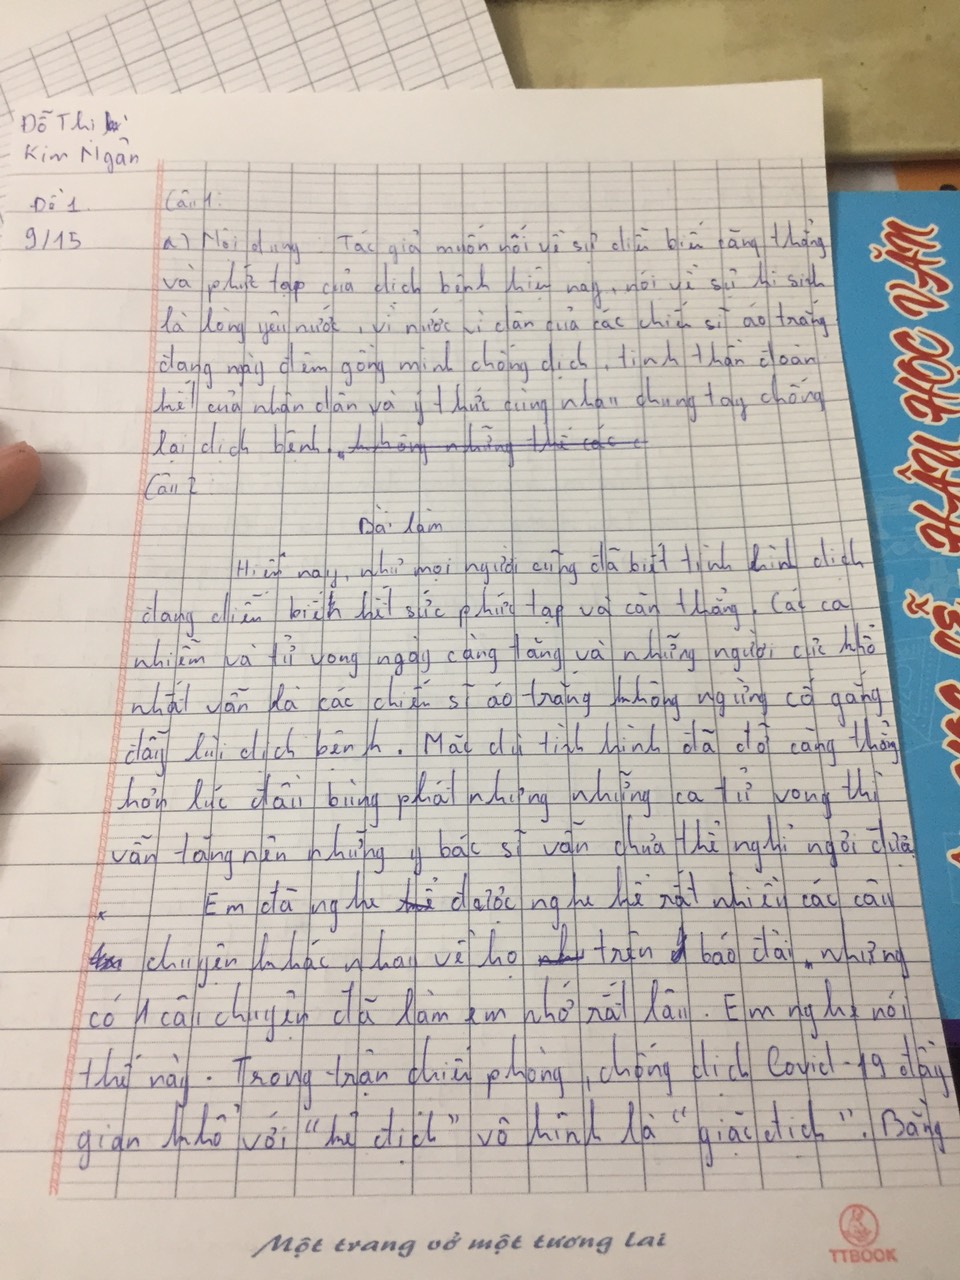 Đỗ Thị
Kim Ngân
Đề 1
9/15
Câu 1:
a) Nội dung: Tác giả muốn nói về sự diễn biến căng thẳng
và phức tạp của dịch bệnh hiện nay, nói về sự hi sinh
là lòng yêu nước, vì nước vì dân của các chiến sĩ áo trắng
đang ngày đêm gồng mình chống dịch, tinh thần đoàn
kết của nhân dân và ý thức cùng nhau chung tay chống
lại dịch bệnh. không những thế các c
Câu 2:
Bài làm
Hiện nay, như mọi người cũng đã biết tình hình dịch
đang diễn biến hết sức phức tạp và căn thẳng. Các ca
nhiễm và tử vong ngày càng tăng và những người cực khổ
nhất vẫn là các chiến sĩ áo trắng không ngừng cố gắng
đẩy lùi dịch bệnh. Mặc dù tình hình đã đỡ căng thẳng
hơn lúc đầu bùng phát nhưng những ca tử vong thì
vẫn tăng nên những y bác sĩ vẫn chưa thể nghỉ ngơi được
Em đã nghe thể được nghe kể rất nhiều các câu
chuyện khác nhau về họ trên báo đài, nhưng
có 1 câu chuyện đã làm em nhớ rất lâu. Em nghe nói
thế này. Trong trận chiến phòng, chống dịch Covid-19 đầy
gian khổ với "kẻ địch" vô hình là "giặc dịch". Bằng
Một trang vở một tương lai
TTBOOK
HỌC VĂN